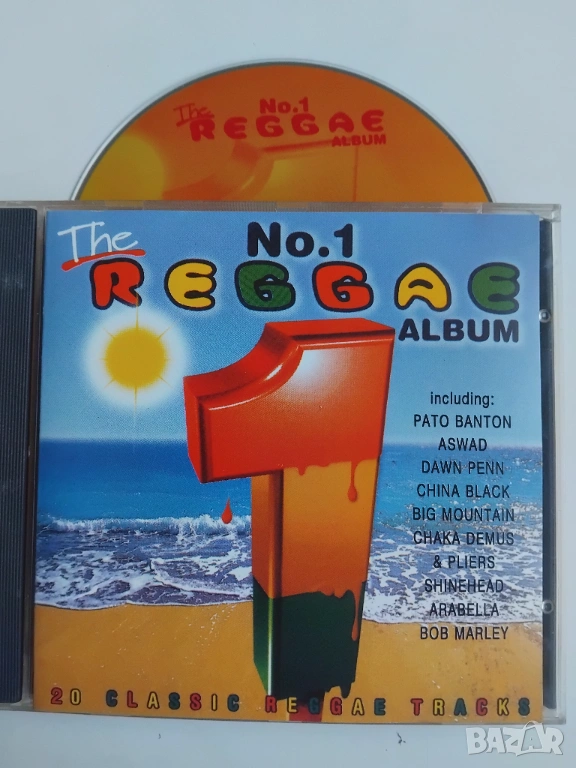 The
No.1
REGGAE
ALBUM
The
No.1
REGGAE
ALBUM
including:
PATO BANTON
ASWAD
DAWN PENN
CHINA BLACK
BIG MOUNTAIN
CHAKA DEMUS
& PLIERS
SHINEHEAD
ARABELLA
BOB MARLEY
20 CLASSIC REGGAE TRACKS
BAZAR